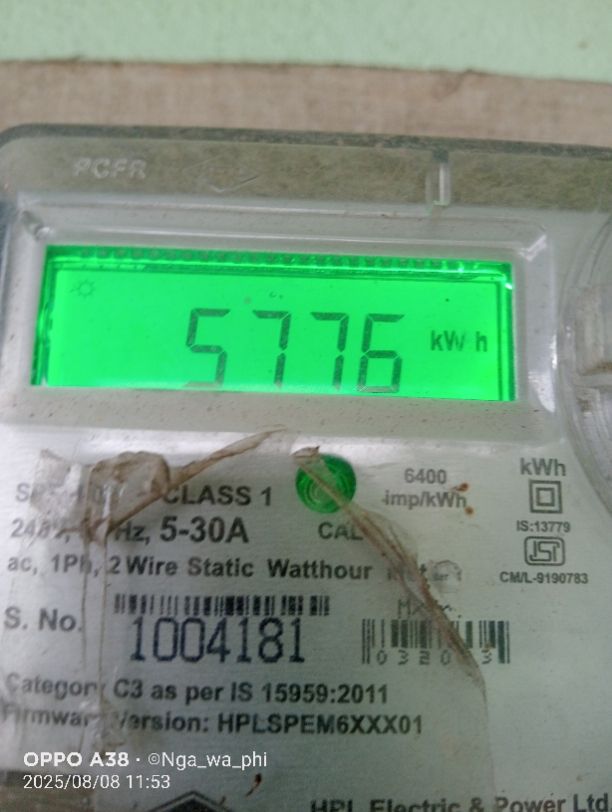 5776 kWh
CLASS 1
6400
imp/kWh
kWh
Hz, 5-30A
CAL
IS:13779
ac, 1Ph, 2 Wire Static Watthour
CM/L-9190783
S. No.
1004181
Category C3 as per IS 15959:2011
Firmware Version: HPLSPEM6XXX01
OPPO A38 · ©Nga_wa_phi
2025/08/08 11:53
HPL Electric & Power Ltd